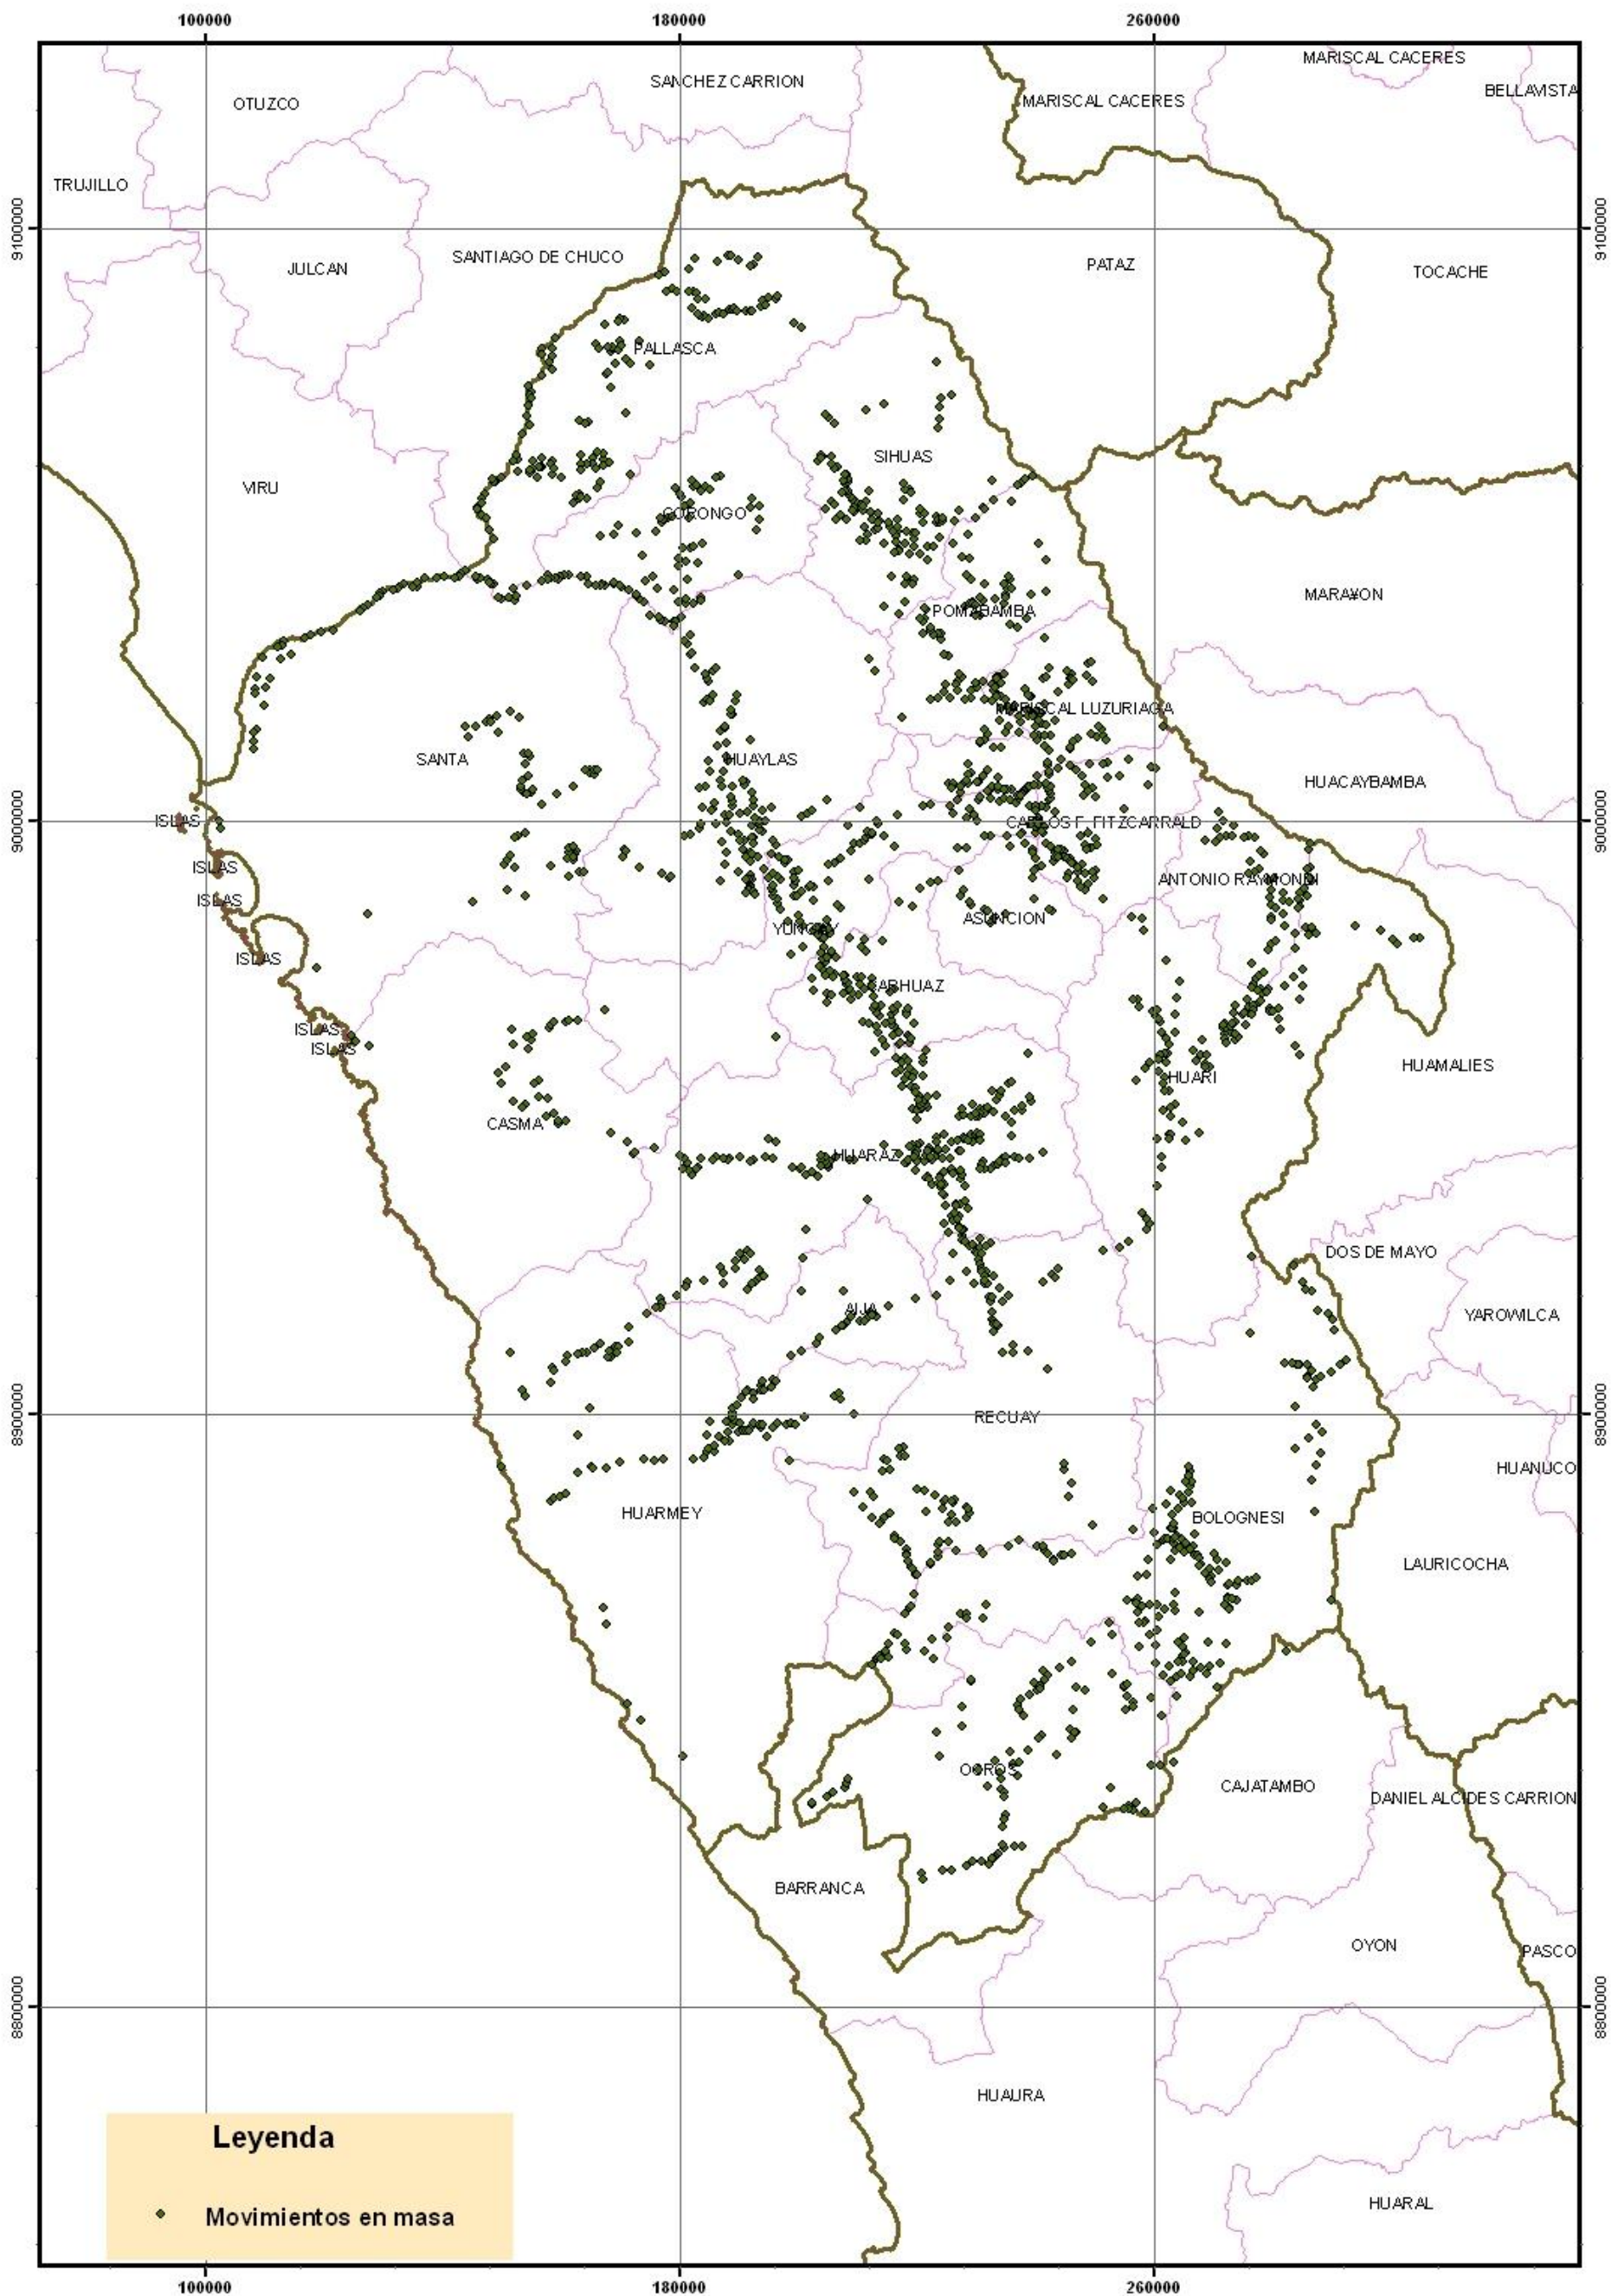 100000
180000
260000
MARISCAL CACERES
SANCHEZ CARRION
BELLAVISTA
OTUZCO
MARISCAL CACERES
TRUJILLO
9100000
9100000
SANTIAGO DE CHUCO
PATAZ
JULCAN
TOCACHE
PALLASCA
SIHUAS
VIRU
CORONGO
MARA¥ON
POMABAMBA
MARISCAL LUZURIAGA
SANTA
HUAYLAS
HUACAYBAMBA
9000000
ISLAS
CARLOS F. FITZCARRALD
9000000
ISLAS
ANTONIO RAYMONDI
ISLAS
ASUNCION
YUNGAY
ISLAS
CARHUAZ
ISLAS
ISLAS
HUAMALIES
HUARI
CASMA
HUARAZ
DOS DE MAYO
AIJA
YAROWILCA
8900000
RECUAY
8900000
HUANUCO
HUARMEY
BOLOGNESI
LAURICOCHA
OCROS
CAJATAMBO
DANIEL ALCIDES CARRION
BARRANCA
OYON
PASCO
8800000
8800000
HUAURA
Leyenda
HUARAL
Movimientos en masa
100000
180000
260000